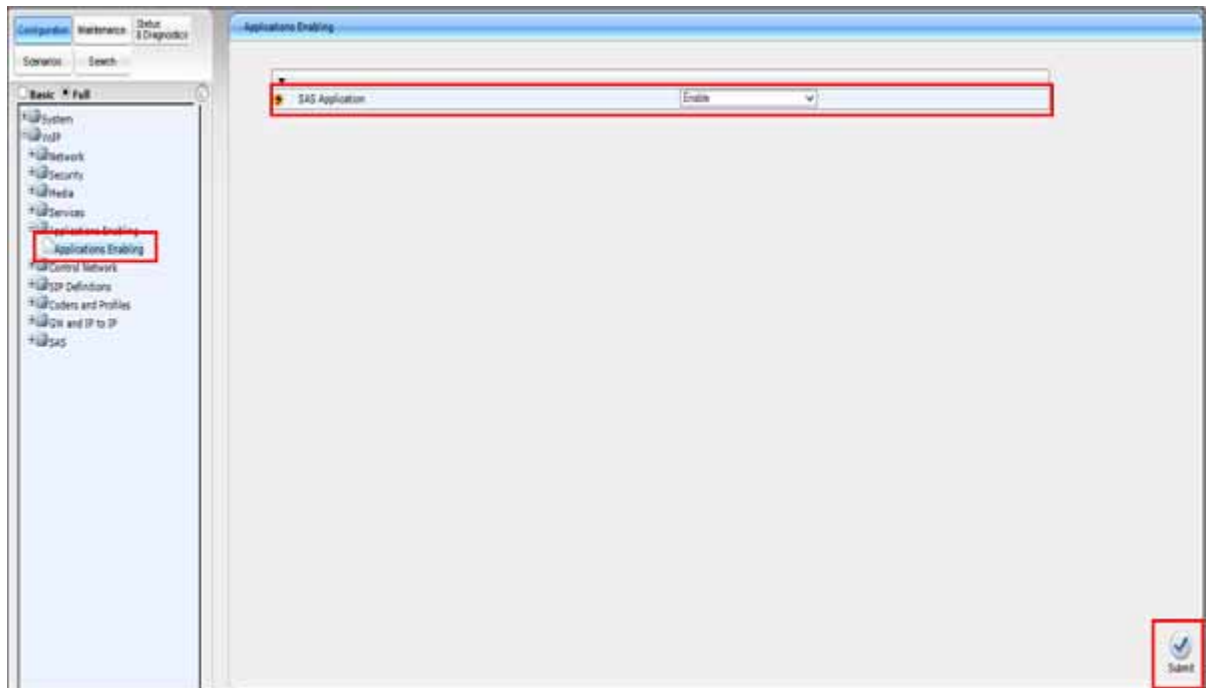 Configuration Maintenance Status & Diagnostics
Scenarios Search
Basic Full
System
VoIP
Network
Security
Media
Services
Applications Enabling
Applications Enabling
Control Network
SIP Definitions
Coders and Profiles
GW and IP to IP
SAS
Applications Enabling
SAS Application Enable
Submit